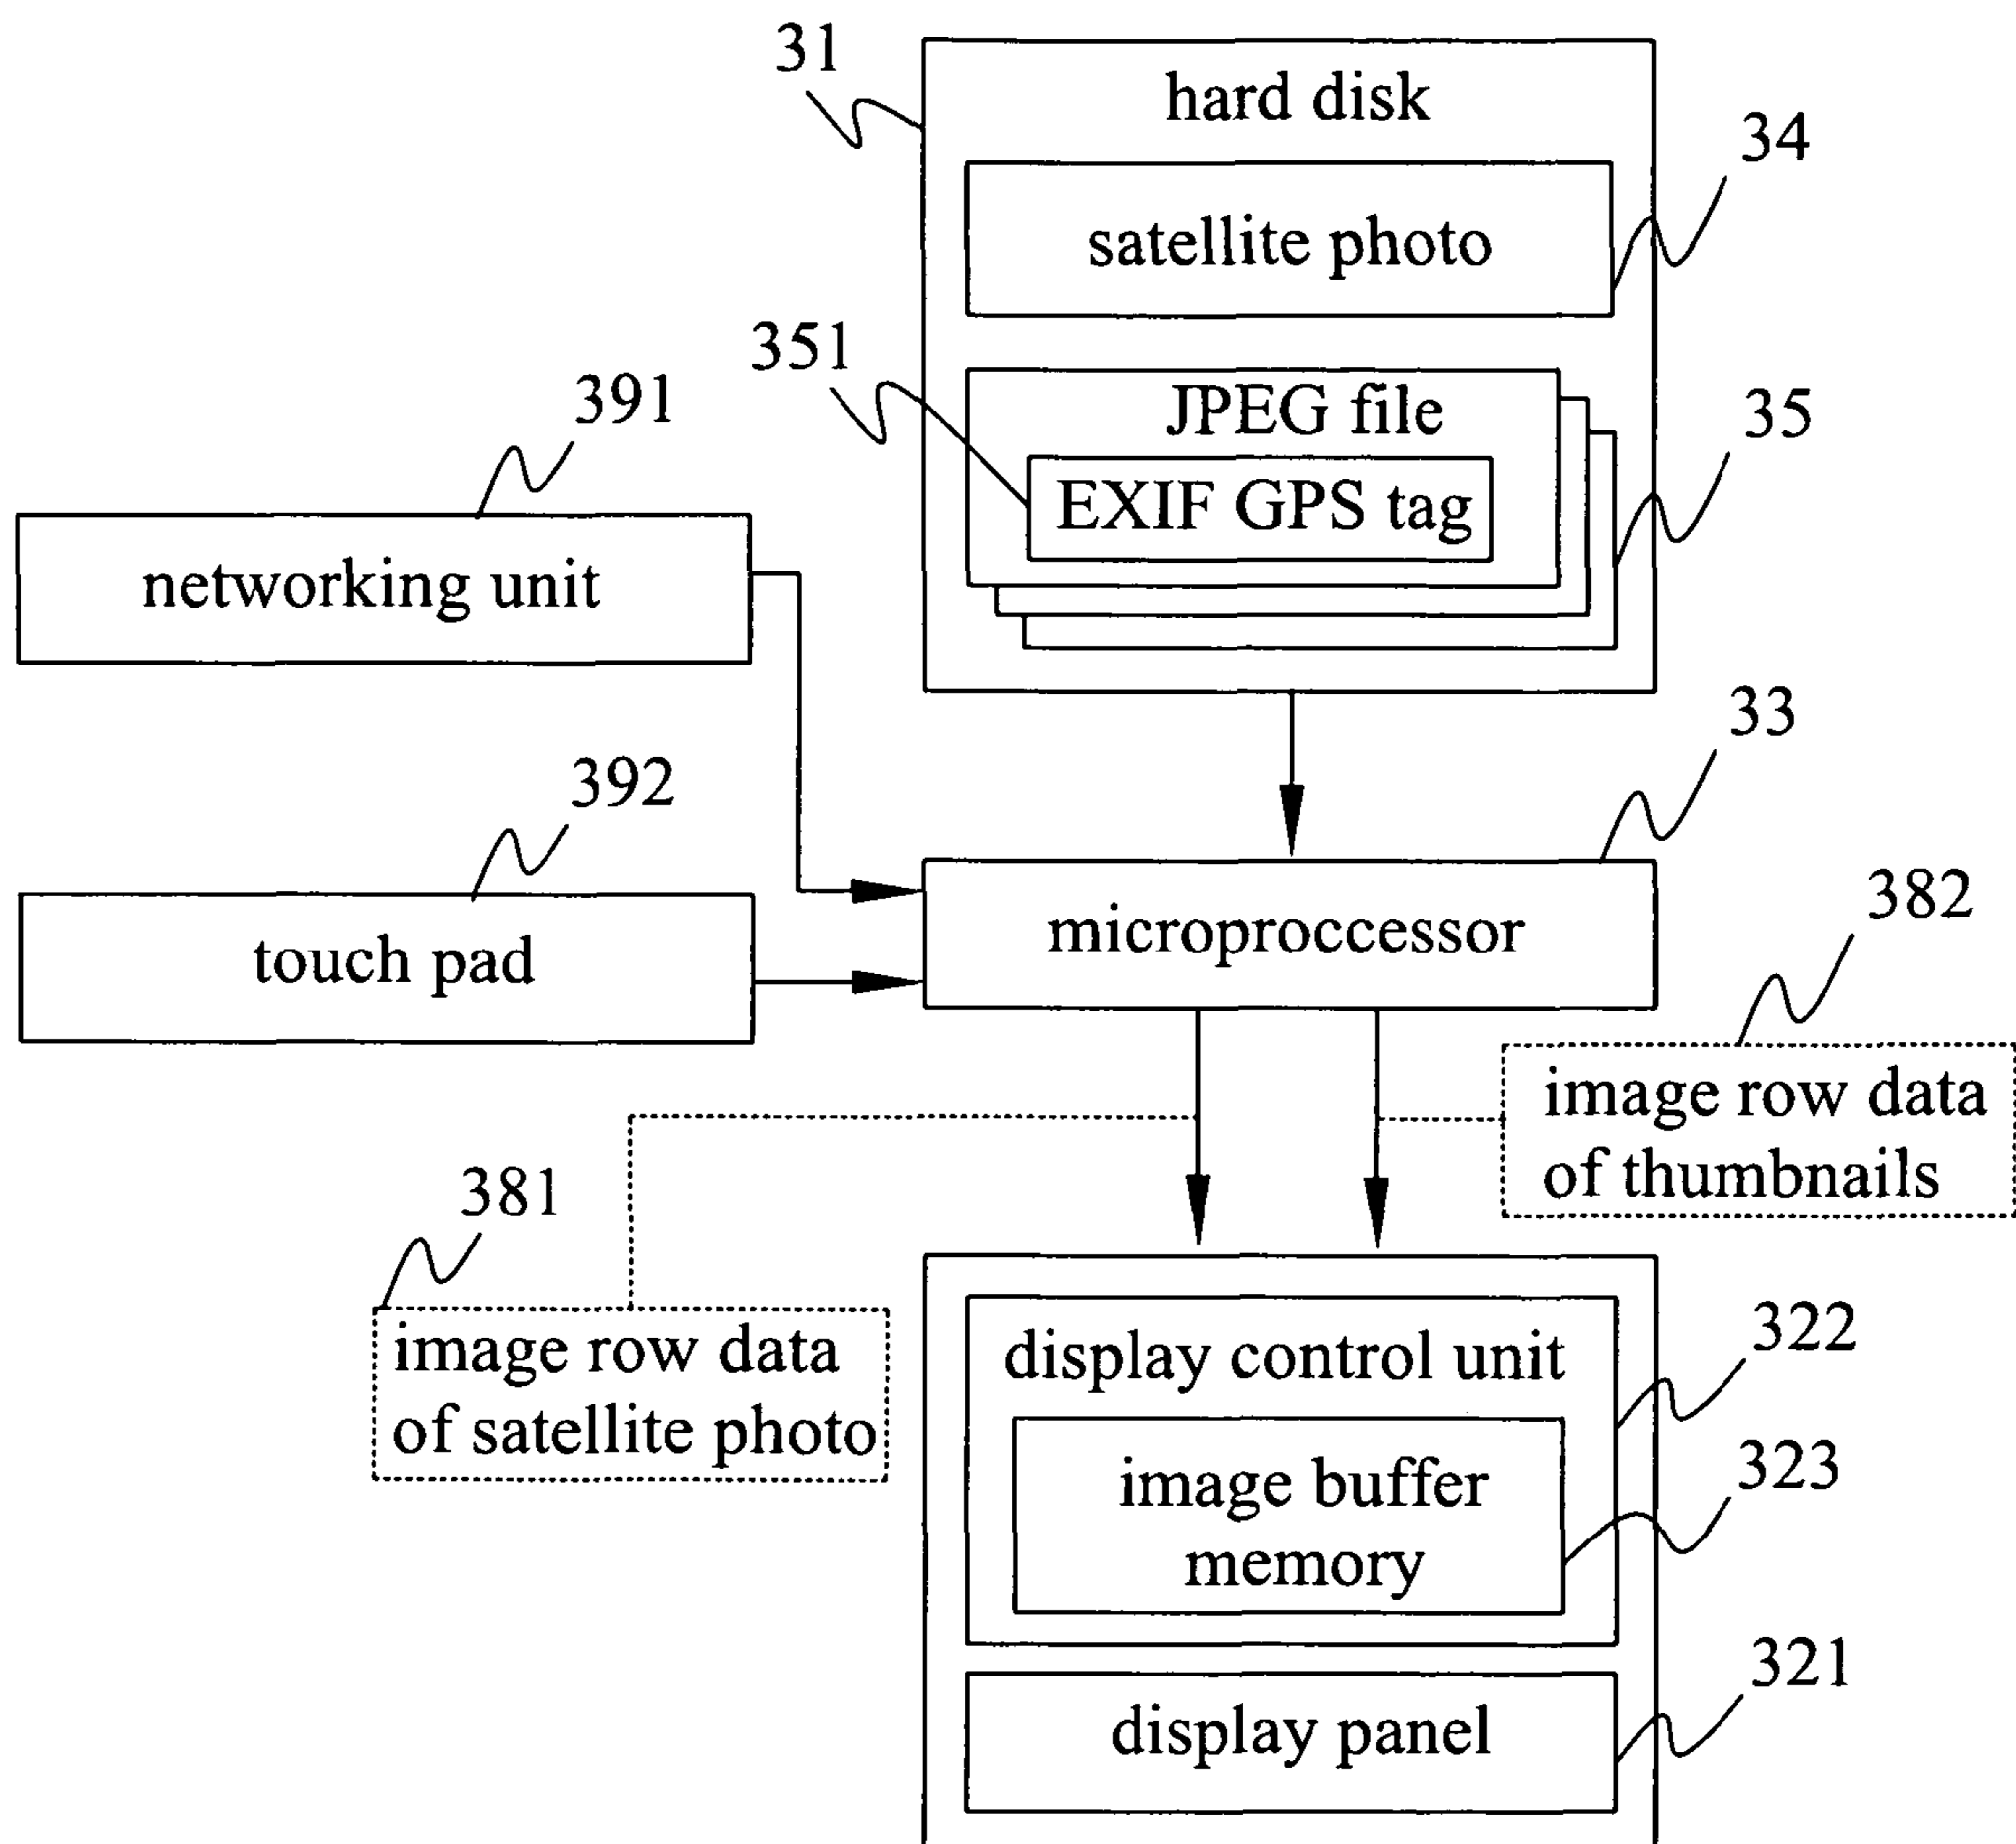 31
hard disk
34
satellite photo
351
JPEG file
35
EXIF GPS tag
391
networking unit
33
392
touch pad
microproccessor
382
image row data
of thumbnails
381
image row data
of satellite photo
322
display control unit
323
image buffer
memory
321
display panel